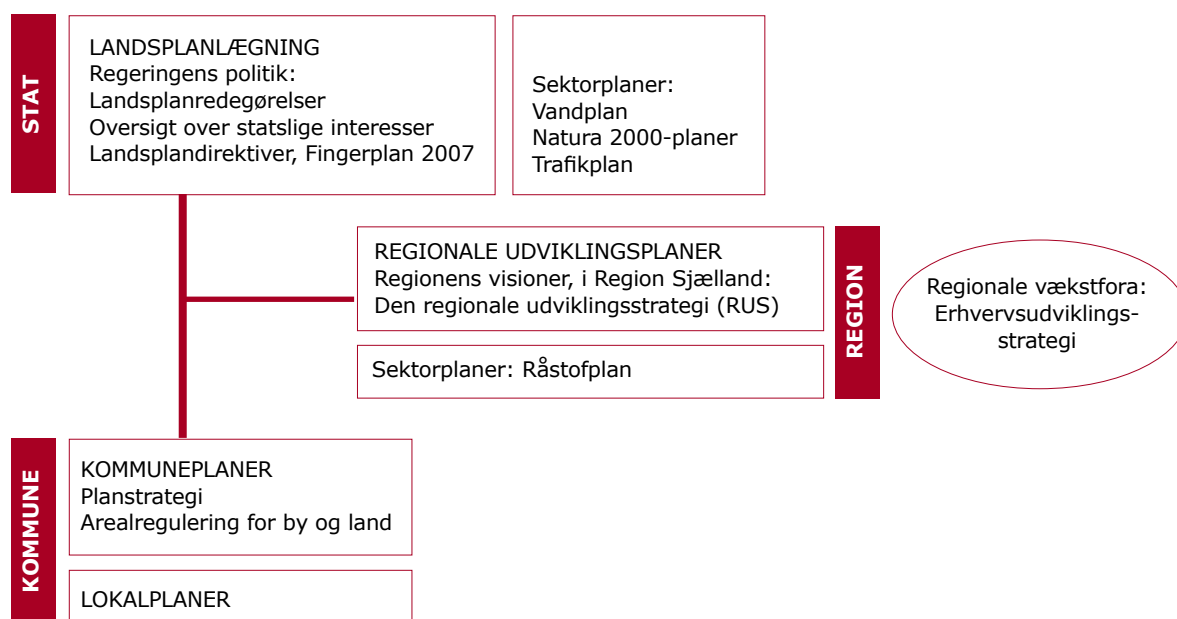 STAT
LANDSPLANLÆGNING
Regeringens politik:
Landsplanredegørelser
Oversigt over statslige interesser
Landsplandirektiver, Fingerplan 2007
Sektorplaner:
Vandplan
Natura 2000-planer
Trafikplan
REGIONALE UDVIKLINGSPLANER
Regionens visioner, i Region Sjælland:
Den regionale udviklingsstrategi (RUS)
Sektorplaner: Råstofplan
REGION
Regionale vækstfora:
Erhvervsudviklings-
strategi
KOMMUNE
KOMMUNEPLANER
Planstrategi
Arealregulering for by og land
LOKALPLANER